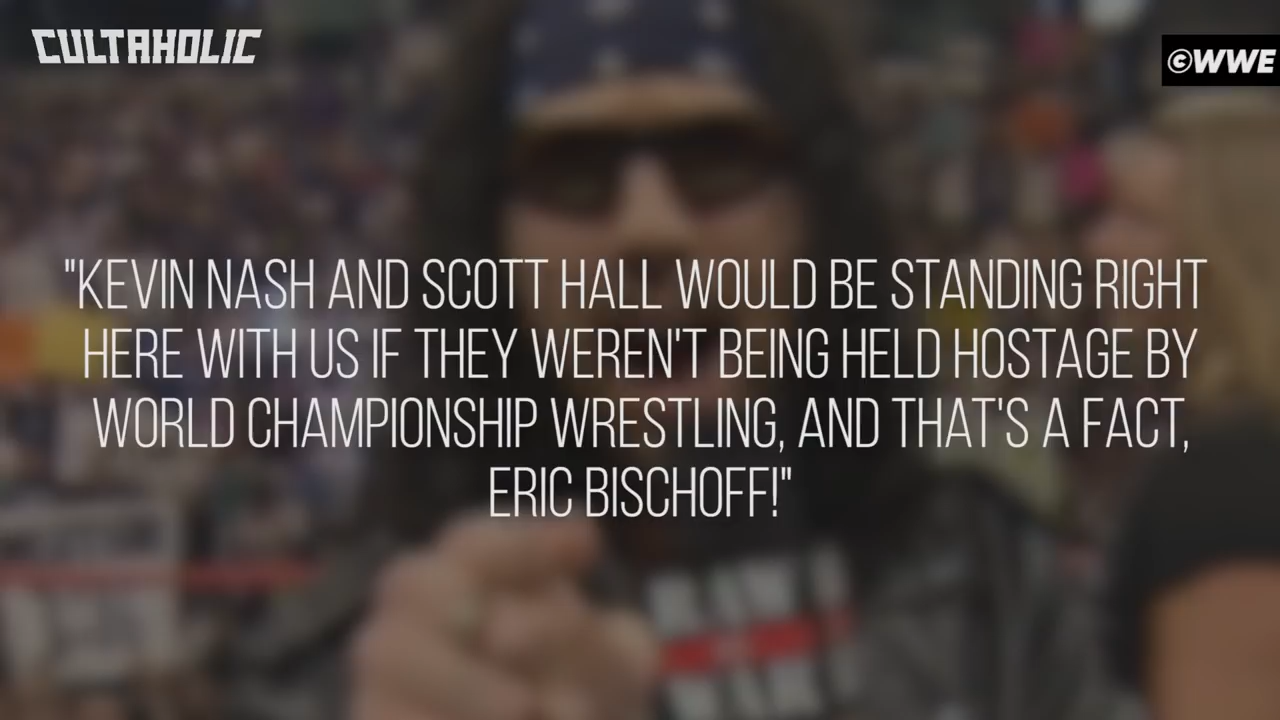 CULTAHOLIC
©WWE
"KEVIN NASH AND SCOTT HALL WOULD BE STANDING RIGHT
HERE WITH US IF THEY WEREN'T BEING HELD HOSTAGE BY
WORLD CHAMPIONSHIP WRESTLING, AND THAT'S A FACT,
ERIC BISCHOFF!"
RAW